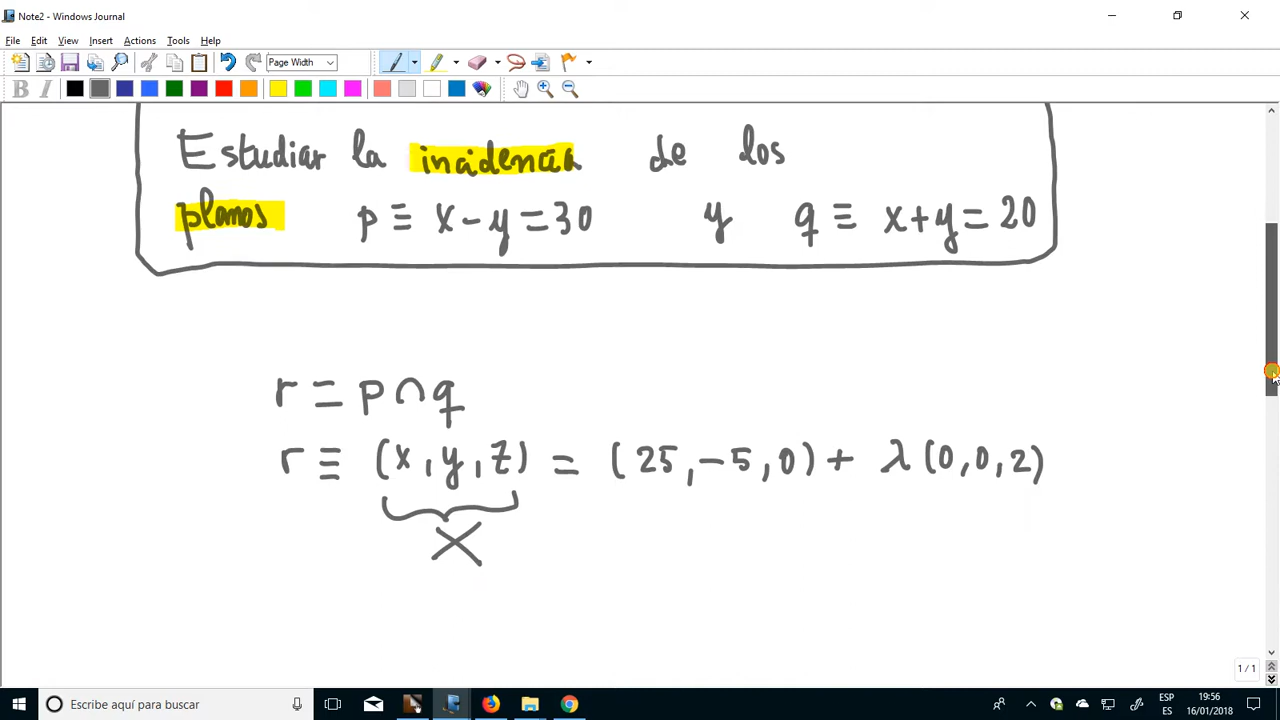 Note2 - Windows Journal
File Edit View Insert Actions Tools Help
Page Width
B I
Estudiar la incidencia de los
planos p ≡ x-y=30 y q ≡ x+y=20
r = p∩q
r ≡ (x,y,z) = (25,-5,0)+ λ(0,0,2)
X
1 / 1
Escribe aquí para buscar
ESP
ES
19:56
16/01/2018